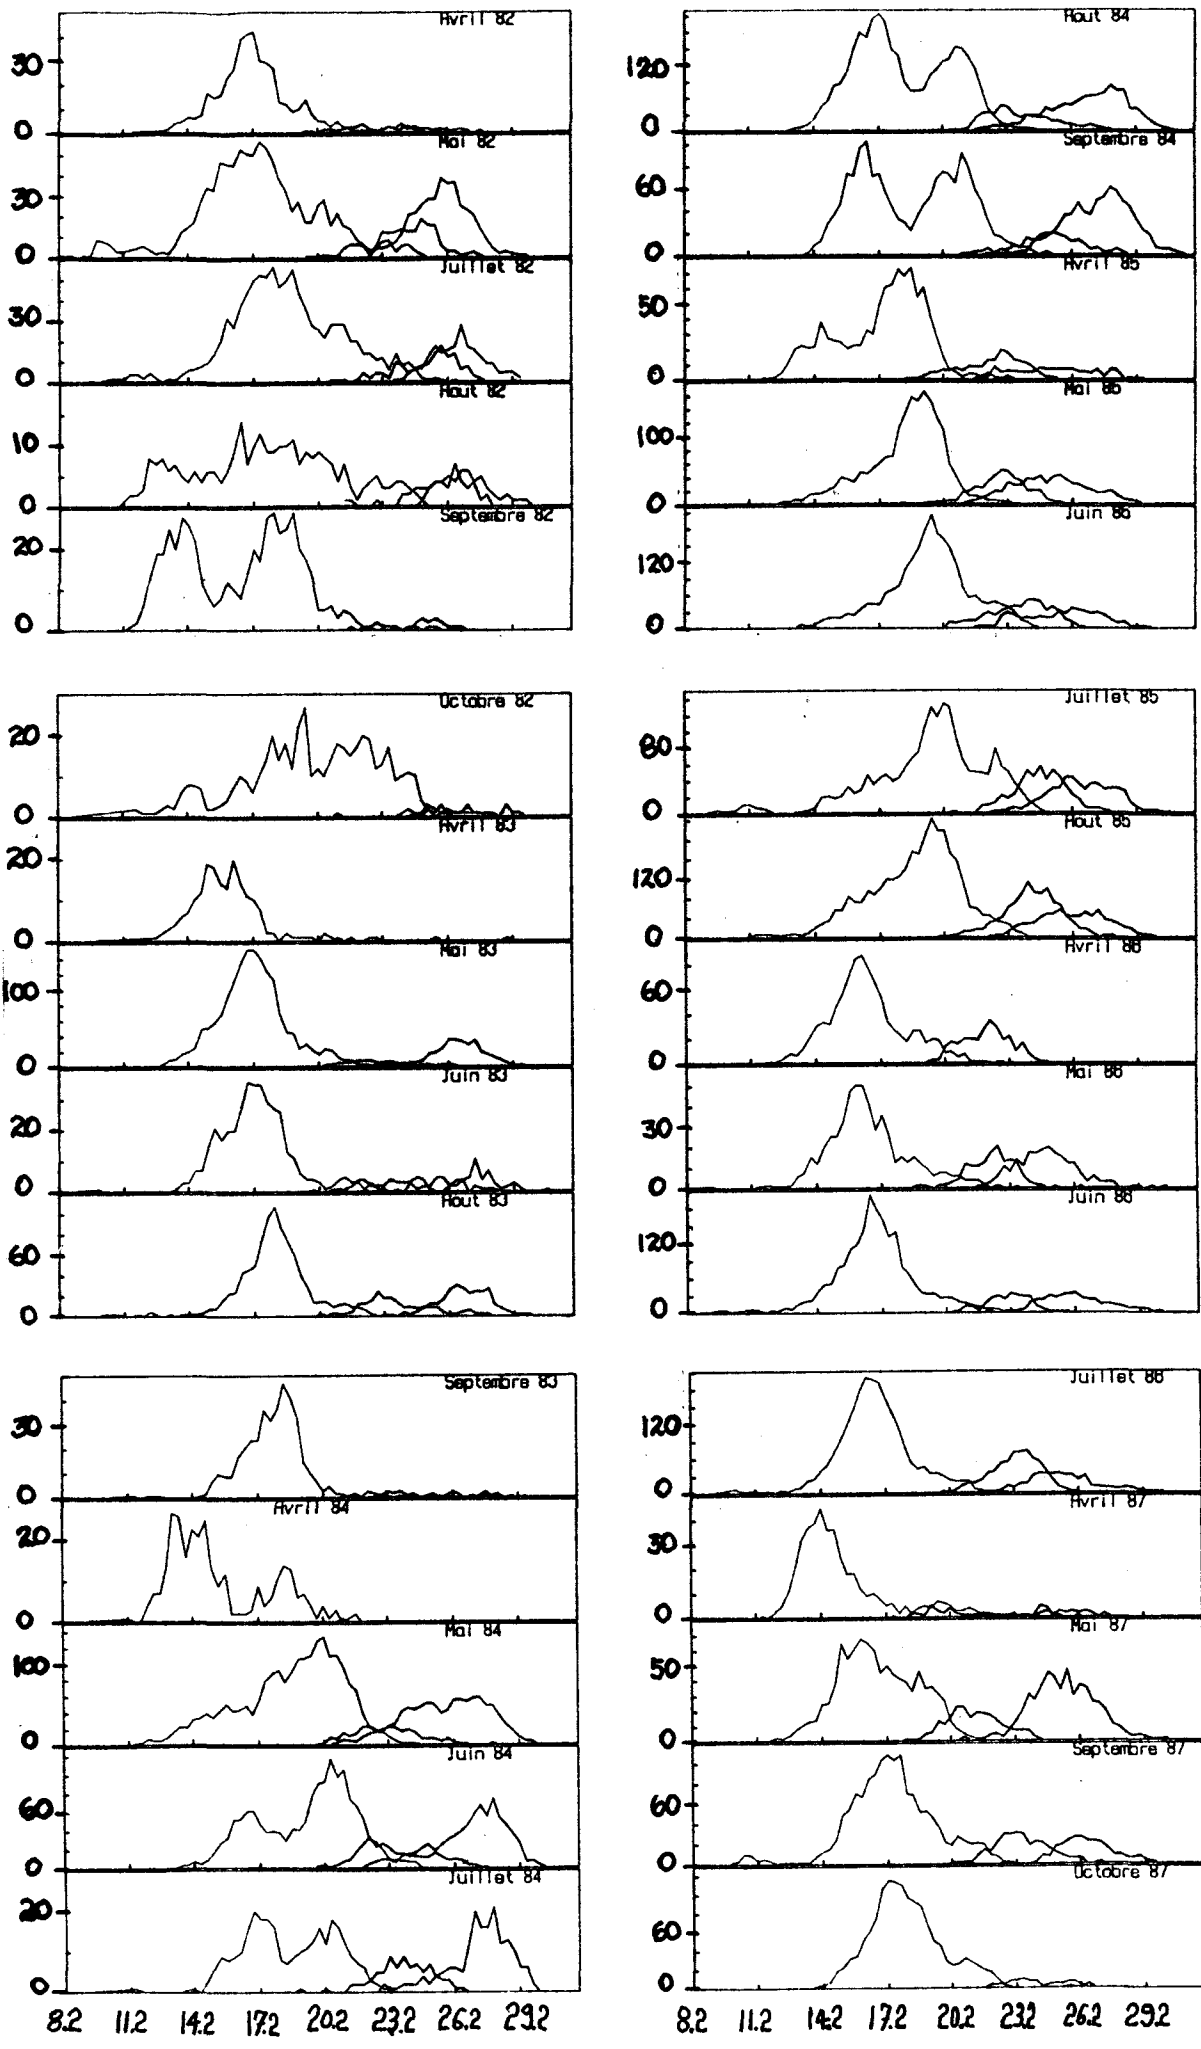 Avril 82
30
0
Mai 82
30
0
Juillet 82
30
0
Aout 82
10
0
Septembre 82
20
0
Octobre 82
20
0
Avril 83
20
0
Mai 83
100
0
Juin 83
20
0
Aout 83
60
0
Septembre 83
30
0
Avril 84
20
0
Mai 84
100
0
Juin 84
60
0
Juillet 84
20
0
8.2 11.2 14.2 17.2 20.2 23.2 26.2 29.2
Aout 84
120
0
Septembre 84
60
0
Avril 85
50
0
Mai 85
100
0
Juin 85
120
0
Juillet 85
80
0
Aout 85
120
0
Avril 86
60
0
Mai 86
30
0
Juin 86
120
0
Juillet 86
120
0
Avril 87
30
0
Mai 87
50
0
Septembre 87
60
0
Octobre 87
60
0
8.2 11.2 14.2 17.2 20.2 23.2 26.2 29.2